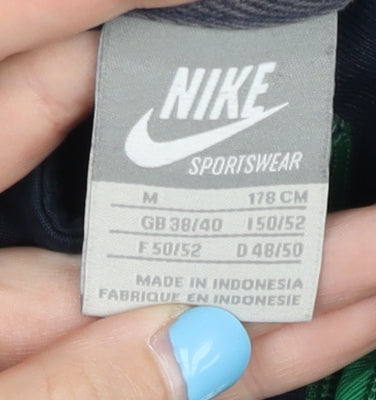 NIKE
SPORTSWEAR
M 178 CM
GB 38/40 I 50/52
F 50/52 D 48/50
MADE IN INDONESIA
FABRIQUE EN INDONESIE